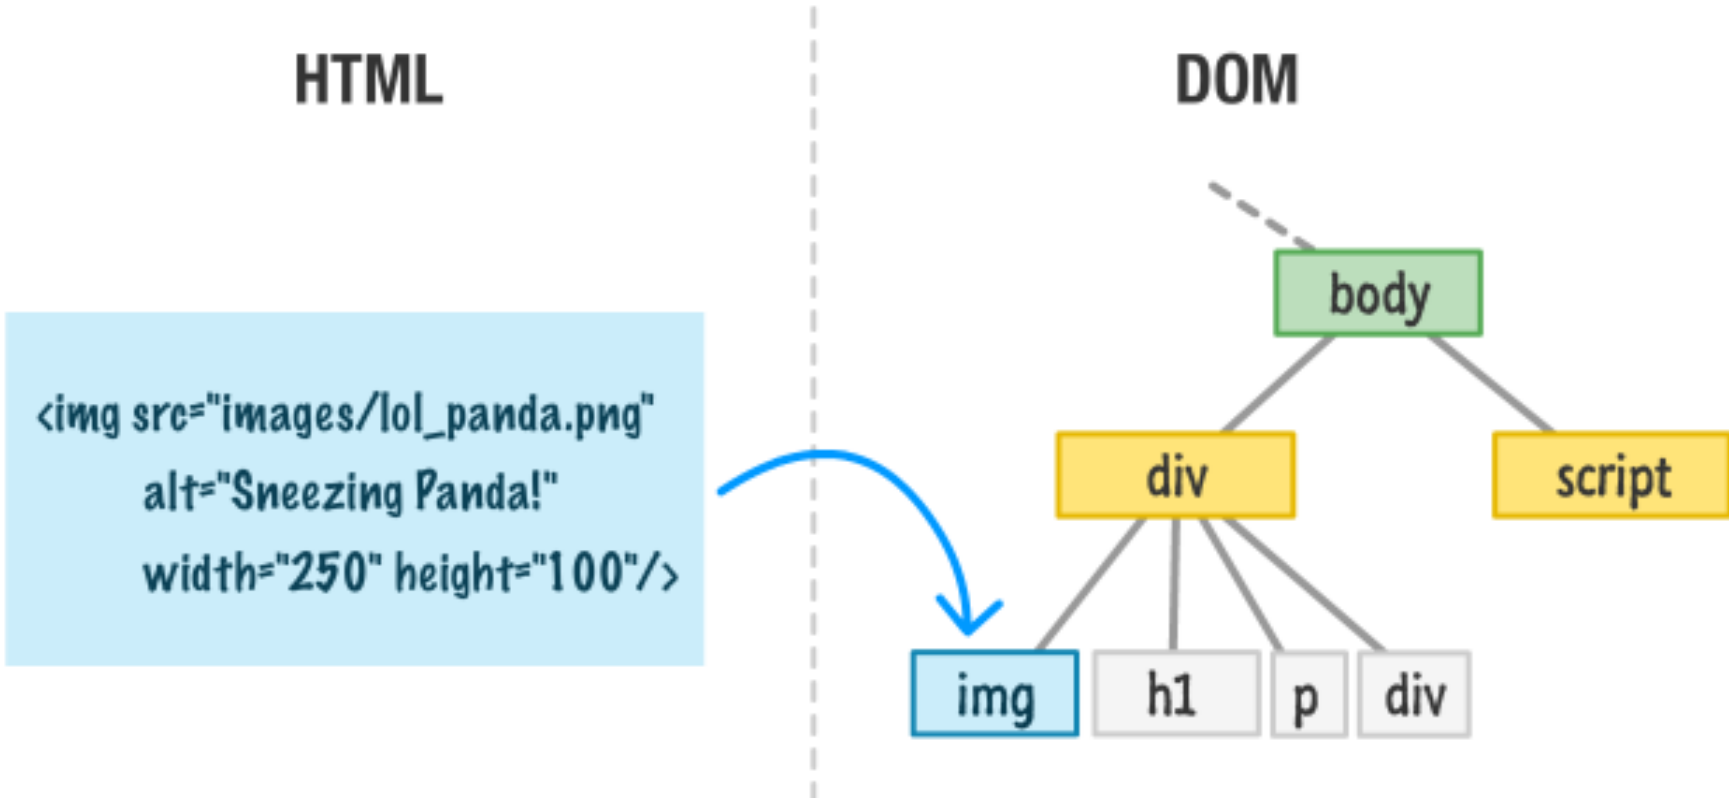 HTML
<img src="images/lol_panda.png"
alt="Sneezing Panda!"
width="250" height="100"/>
DOM
body
div script
img h1 p div